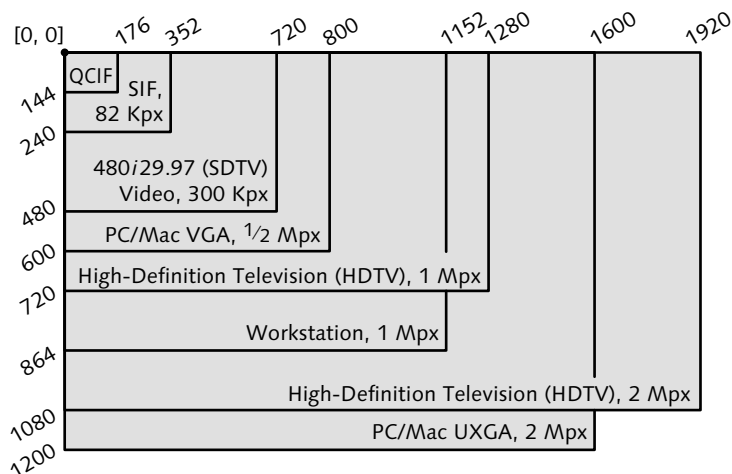 [0, 0] 176 352 720 800 1152 1280 1600 1920
QCIF
144
SIF,
82 Kpx
240
480i29.97 (SDTV)
Video, 300 Kpx
480
PC/Mac VGA, 1⁄2 Mpx
600
High-Definition Television (HDTV), 1 Mpx
720
Workstation, 1 Mpx
864
High-Definition Television (HDTV), 2 Mpx
1080
PC/Mac UXGA, 2 Mpx
1200